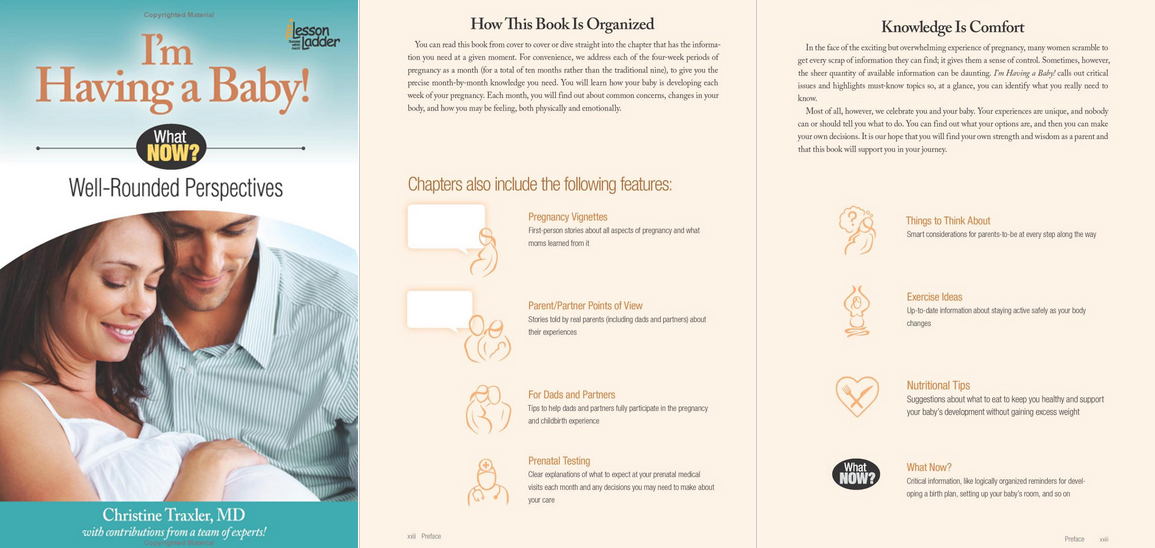 Copyrighted Material
Lesson
Ladder
I'm
Having a Baby!
What
NOW?
Well-Rounded Perspectives
Christine Traxler, MD
with contributions from a team of experts!
Copyrighted Material
How This Book Is Organized
You can read this book from cover to cover or dive straight into the chapter that has the informa-
tion you need at a given moment. For convenience, we address each of the four-week periods of
pregnancy as a month (for a total of ten months rather than the traditional nine), to give you the
precise month-by-month knowledge you need. You will learn how your baby is developing each
week of your pregnancy. Each month, you will find out about common concerns, changes in your
body, and how you may be feeling, both physically and emotionally.
Chapters also include the following features:
Pregnancy Vignettes
First-person stories about all aspects of pregnancy and what
moms learned from it
Parent/Partner Points of View
Stories told by real parents (including dads and partners) about
their experiences
For Dads and Partners
Tips to help dads and partners fully participate in the pregnancy
and childbirth experience
Prenatal Testing
Clear explanations of what to expect at your prenatal medical
visits each month and any decisions you may need to make about
your care
xxii Preface
Knowledge Is Comfort
In the face of the exciting but overwhelming experience of pregnancy, many women scramble to
get every scrap of information they can find; it gives them a sense of control. Sometimes, however,
the sheer quantity of available information can be daunting. I'm Having a Baby! calls out critical
issues and highlights must-know topics so, at a glance, you can identify what you really need to
know.
Most of all, however, we celebrate you and your baby. Your experiences are unique, and nobody
can or should tell you what to do. You can find out what your options are, and then you can make
your own decisions. It is our hope that you will find your own strength and wisdom as a parent and
that this book will support you in your journey.
Things to Think About
Smart considerations for parents-to-be at every step along the way
Exercise Ideas
Up-to-date information about staying active safely as your body
changes
Nutritional Tips
Suggestions about what to eat to keep you healthy and support
your baby's development without gaining excess weight
What
NOW?
What Now?
Critical information, like logically organized reminders for devel-
oping a birth plan, setting up your baby's room, and so on
Preface xxiii